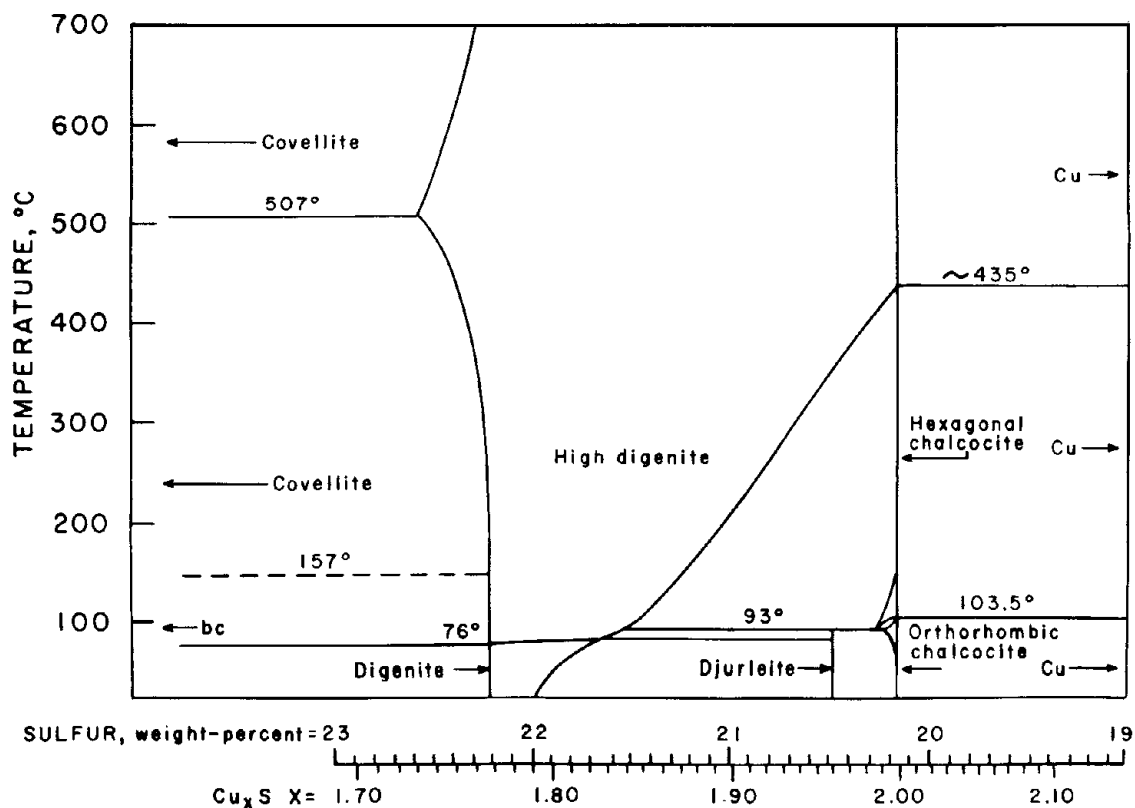 700
600
500
400
300
200
100
TEMPERATURE, °C
Covellite
507°
Cu
~435°
Hexagonal
chalcocite
Cu
High digenite
Covellite
157°
bc
76°
93°
103.5°
Orthorhombic
chalcocite
Cu
Digenite
Djurleite
SULFUR, weight-percent = 23 22 21 20 19
CuxS X= 1.70 1.80 1.90 2.00 2.10